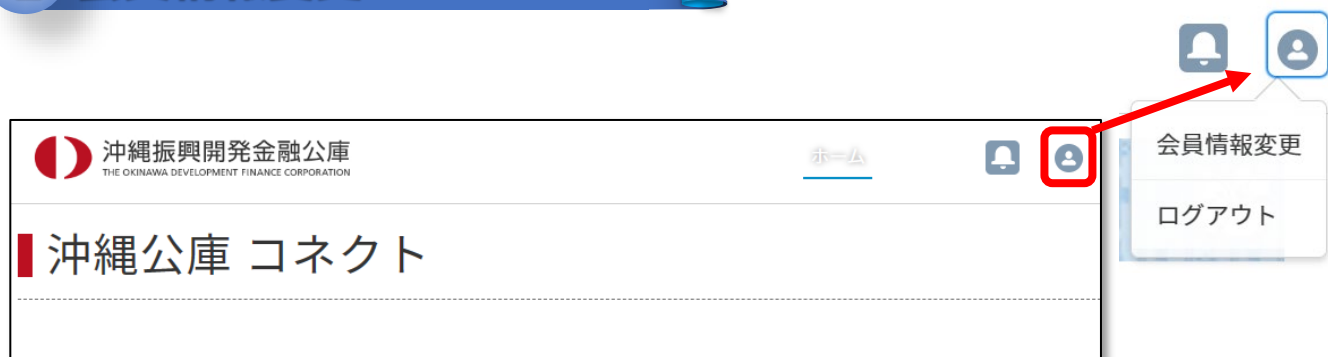 沖縄振興開発金融公庫
THE OKINAWA DEVELOPMENT FINANCE CORPORATION
ホーム
沖縄公庫 コネクト
会員情報変更
ログアウト